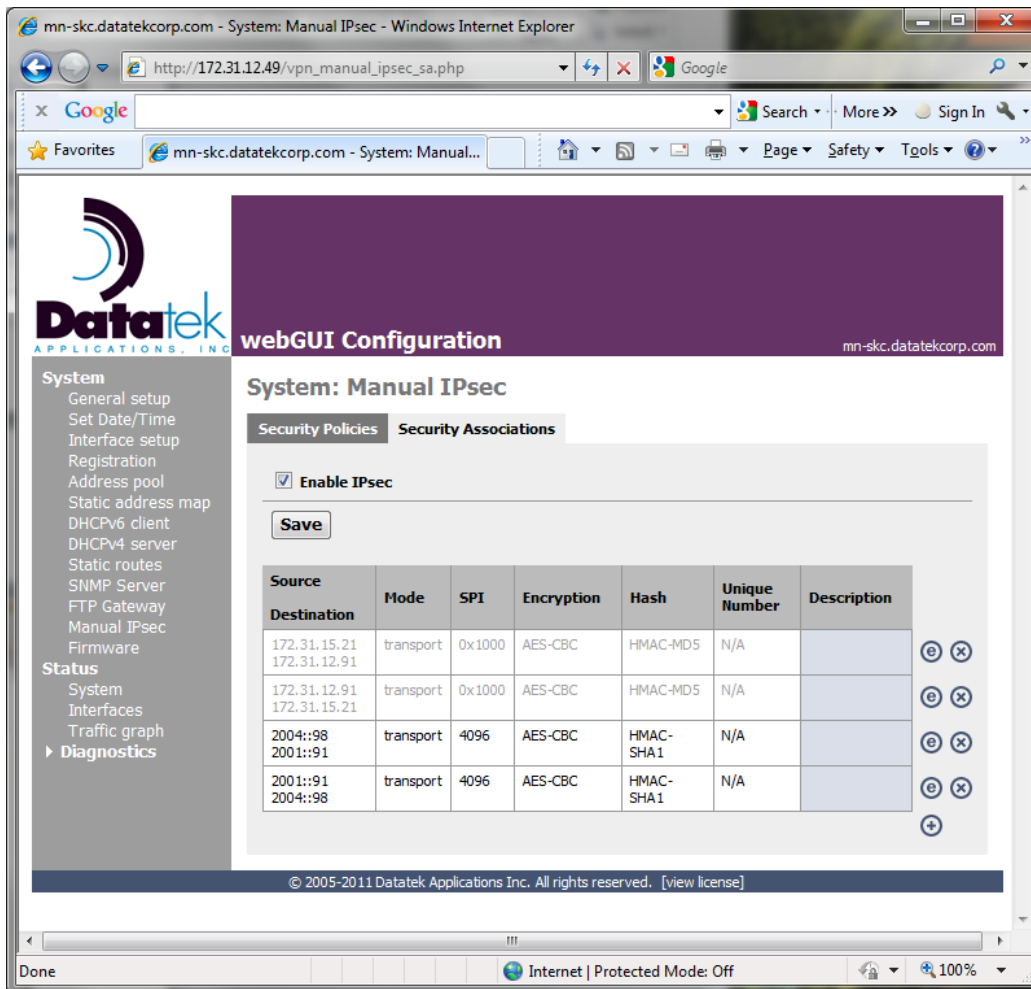 mn-skc.datatekcorp.com - System: Manual IPsec - Windows Internet Explorer
http://172.31.12.49/vpn_manual_ipsec_sa.php
Google
x Google
Search
More >>
Sign In
Favorites
mn-skc.datatekcorp.com - System: Manual...
Page
Safety
Tools
Datatek
APPLICATIONS, INC
webGUI Configuration
mn-skc.datatekcorp.com
System
General setup
Set Date/Time
Interface setup
Registration
Address pool
Static address map
DHCPv6 client
DHCPv4 server
Static routes
SNMP Server
FTP Gateway
Manual IPsec
Firmware
Status
System
Interfaces
Traffic graph
Diagnostics
System: Manual IPsec
Security Policies Security Associations
Enable IPsec
Save
Source Destination Mode SPI Encryption Hash Unique Number Description
172.31.15.21 transport 0x1000 AES-CBC HMAC-MD5 N/A
172.31.12.91
172.31.12.91 transport 0x1000 AES-CBC HMAC-MD5 N/A
172.31.15.21
2004::98 transport 4096 AES-CBC HMAC- N/A
2001::91 SHA1
2001::91 transport 4096 AES-CBC HMAC- N/A
2004::98 SHA1
© 2005-2011 Datatek Applications Inc. All rights reserved. [view license]
Done
Internet | Protected Mode: Off
100%